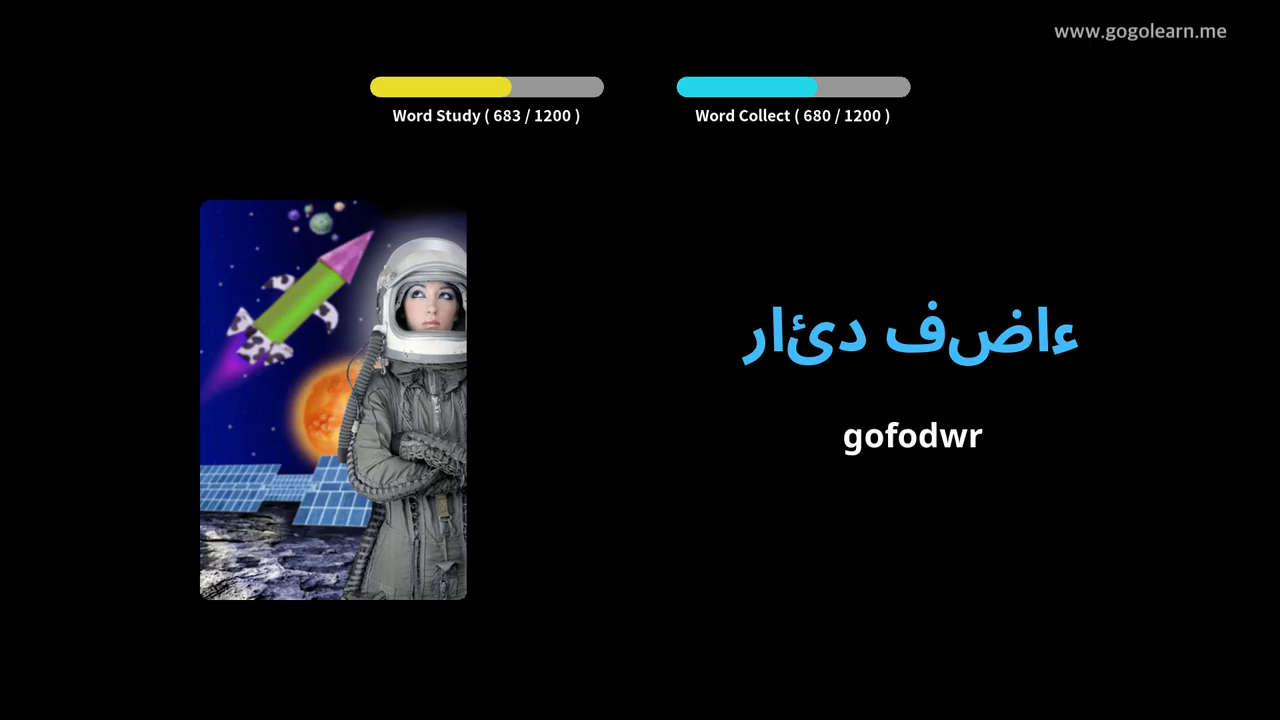 www.gogolearn.me
Word Study ( 683 / 1200 )
Word Collect ( 680 / 1200 )
ءاضف دئار
gofodwr